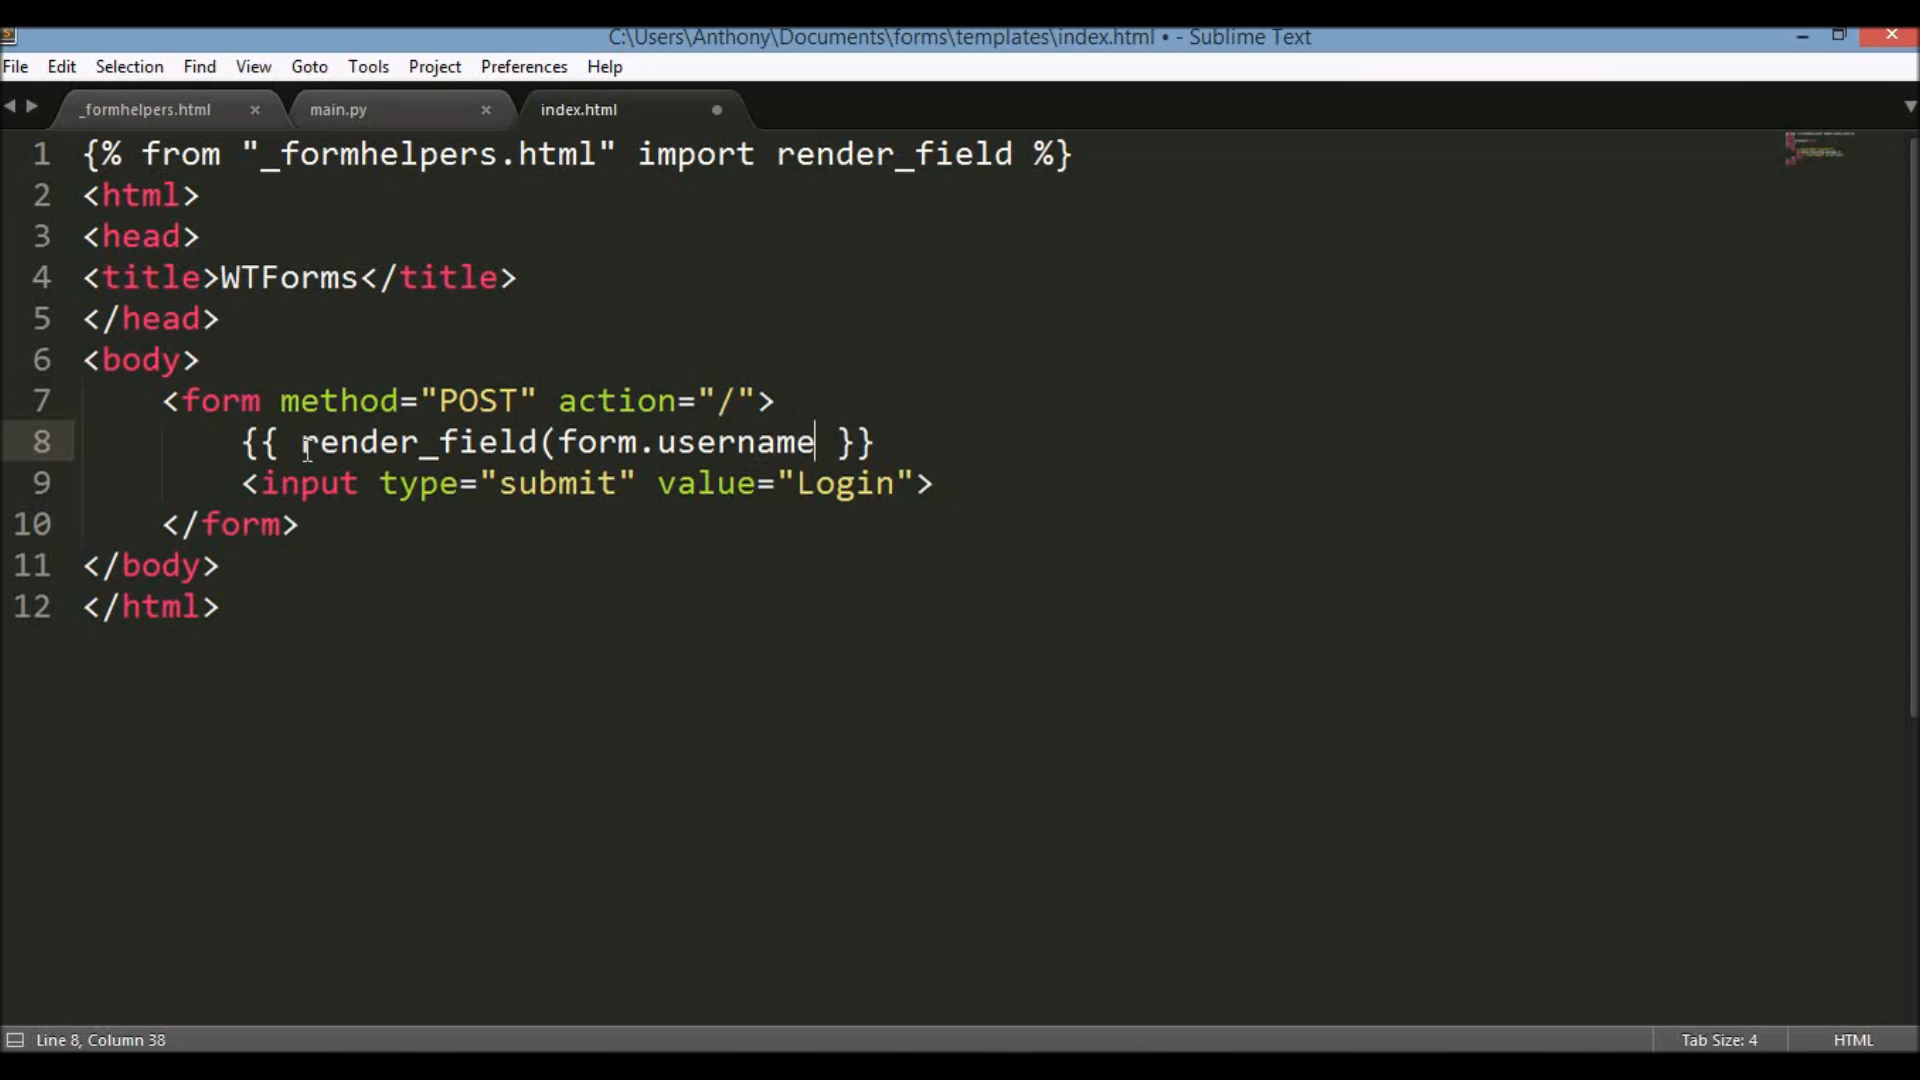 C:\Users\Anthony\Documents\forms\templates\index.html • - Sublime Text
File Edit Selection Find View Goto Tools Project Preferences Help
_formhelpers.html × main.py × index.html
1 {% from "_formhelpers.html" import render_field %}
2 <html>
3 <head>
4 <title>WTForms</title>
5 </head>
6 <body>
7 <form method="POST" action="/">
8 {{ render_field(form.username }}
9 <input type="submit" value="Login">
10 </form>
11 </body>
12 </html>
Line 8, Column 38 Tab Size: 4 HTML